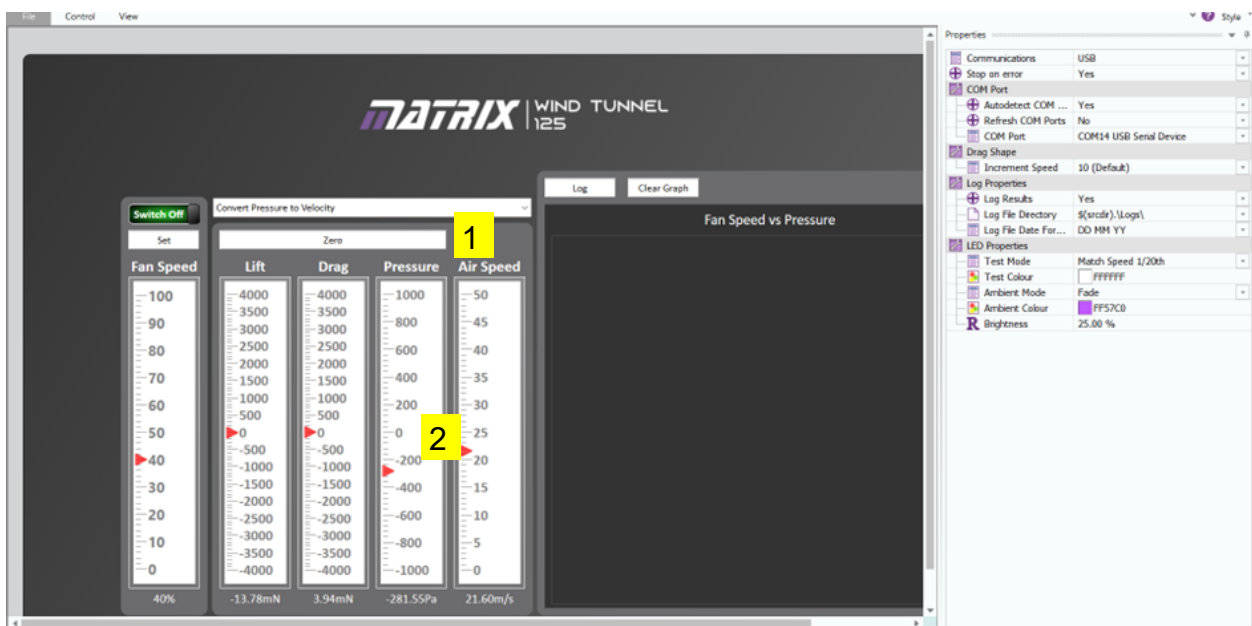 File Control View
Style
Properties
Communications USB
Stop on error Yes
COM Port
Autodetect COM ... Yes
Refresh COM Ports No
COM Port COM14 USB Serial Device
Drag Shape
Increment Speed 10 (Default)
Log Properties
Log Results Yes
Log File Directory $(srcdir).\Logs\
Log File Date For... DD MM YY
LED Properties
Test Mode Match Speed 1/20th
Test Colour FFFFFF
Ambient Mode Fade
Ambient Colour FF57C0
Brightness 25.00 %
MATRIX WIND TUNNEL
125
Log Clear Graph
Fan Speed vs Pressure
Switch Off Convert Pressure to Velocity
Set Zero 1
Fan Speed Lift Drag Pressure Air Speed
100
90
80
70
60
50
40
30
20
10
0
40%
4000
3500
3000
2500
2000
1500
1000
500
0
-500
-1000
-1500
-2000
-2500
-3000
-3500
-4000
-13.78mN
4000
3500
3000
2500
2000
1500
1000
500
0
-500
-1000
-1500
-2000
-2500
-3000
-3500
-4000
3.94mN
1000
800
600
400
200
0
-200
-400
-600
-800
-1000
-281.55Pa
2
50
45
40
35
30
25
20
15
10
5
0
21.60m/s